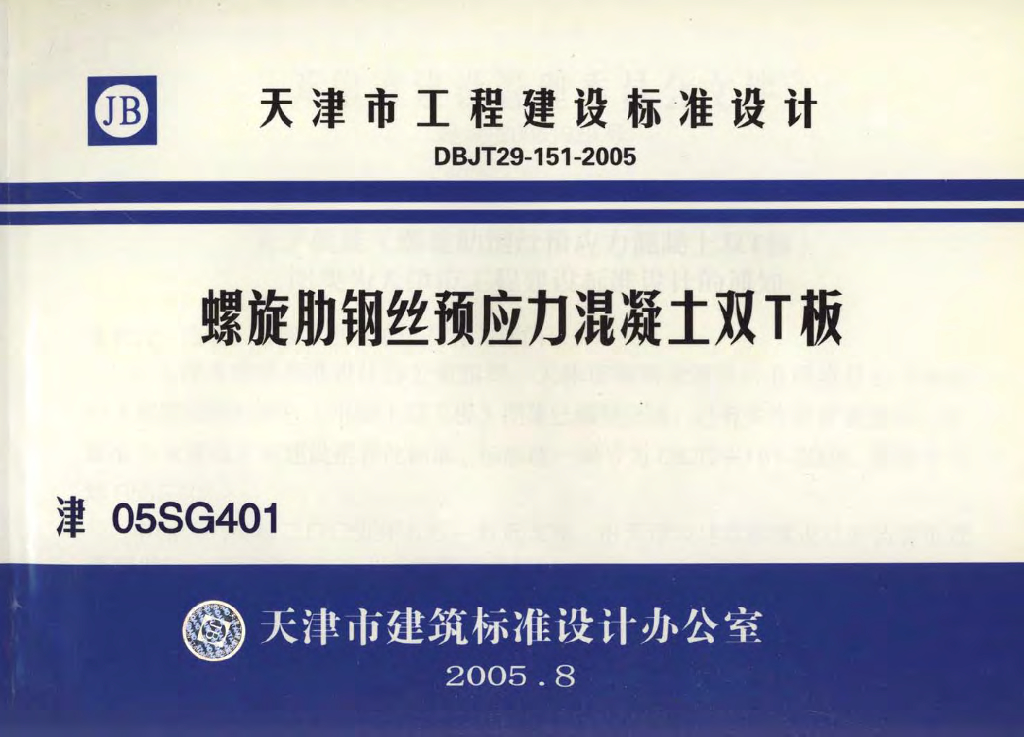 JB
天津市工程建设标准设计
DBJT29-151-2005
螺旋肋钢丝预应力混凝土双T板
津 05SG401
天津市建筑标准设计办公室
2005.8